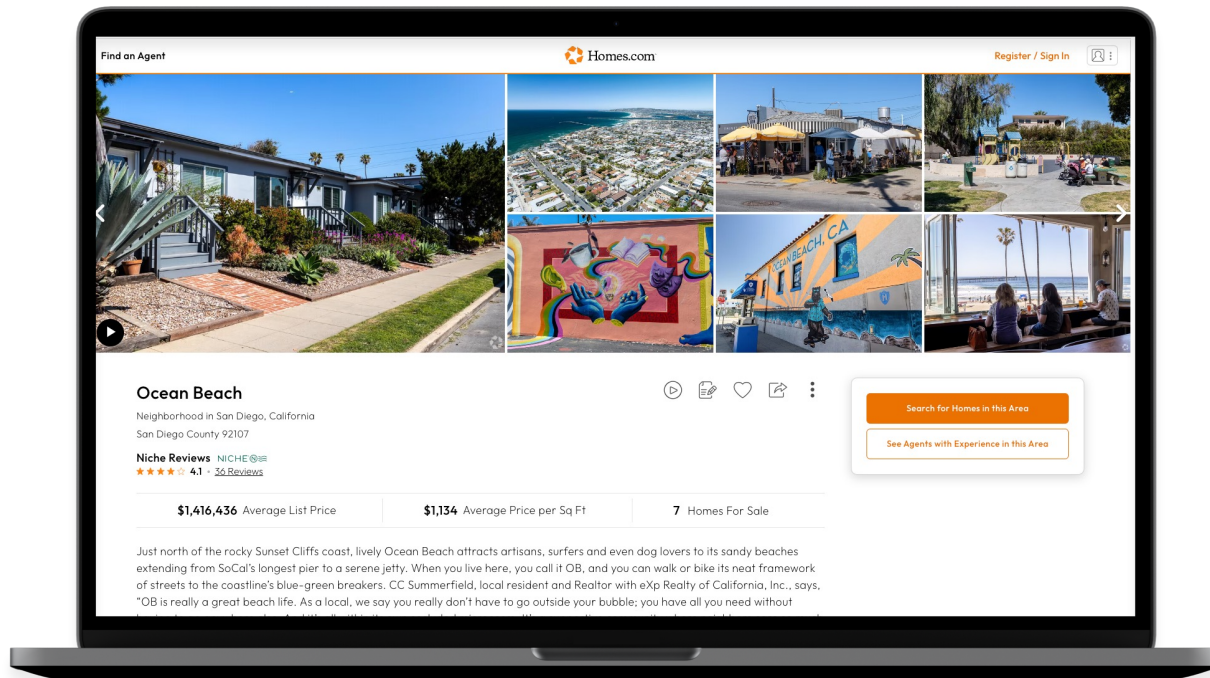 Find an Agent
Homes.com
Register / Sign In
OCEAN BEACH, CA
Ocean Beach
Neighborhood in San Diego, California
San Diego County 92107
Niche Reviews NICHE
4.1 • 36 Reviews
$1,416,436 Average List Price
$1,134 Average Price per Sq Ft
7 Homes For Sale
Search for Homes in this Area
See Agents with Experience in this Area
Just north of the rocky Sunset Cliffs coast, lively Ocean Beach attracts artisans, surfers and even dog lovers to its sandy beaches
extending from SoCal’s longest pier to a serene jetty. When you live here, you call it OB, and you can walk or bike its neat framework
of streets to the coastline’s blue-green breakers. CC Summerfield, local resident and Realtor with eXp Realty of California, Inc., says,
“OB is really a great beach life. As a local, we say you really don’t have to go outside your bubble; you have all you need without